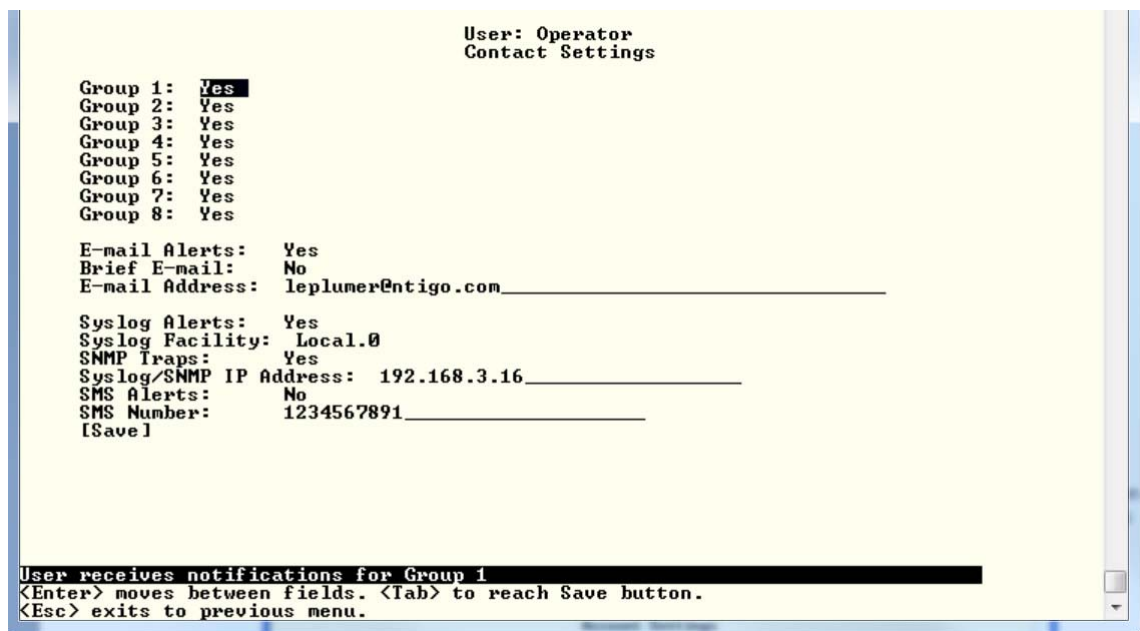 User: Operator
Contact Settings
Group 1: Yes
Group 2: Yes
Group 3: Yes
Group 4: Yes
Group 5: Yes
Group 6: Yes
Group 7: Yes
Group 8: Yes
E-mail Alerts: Yes
Brief E-mail: No
E-mail Address: leplumer@ntigo.com
Syslog Alerts: Yes
Syslog Facility: Local.0
SNMP Traps: Yes
Syslog/SNMP IP Address: 192.168.3.16
SMS Alerts: No
SMS Number: 1234567891
[Save]
User receives notifications for Group 1
<Enter> moves between fields. <Tab> to reach Save button.
<Esc> exits to previous menu.
Account Settings